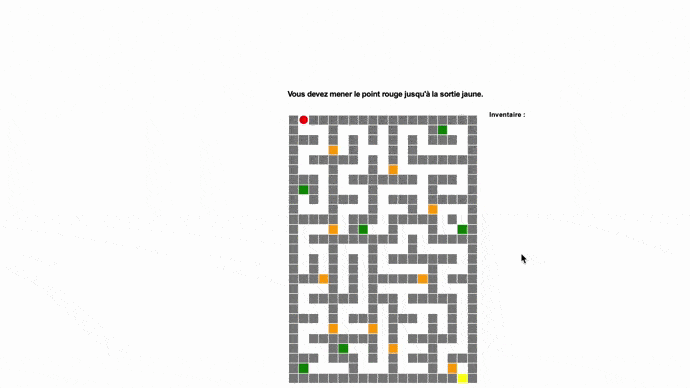 Vous devez mener le point rouge jusqu'à la sortie jaune.
Inventaire :